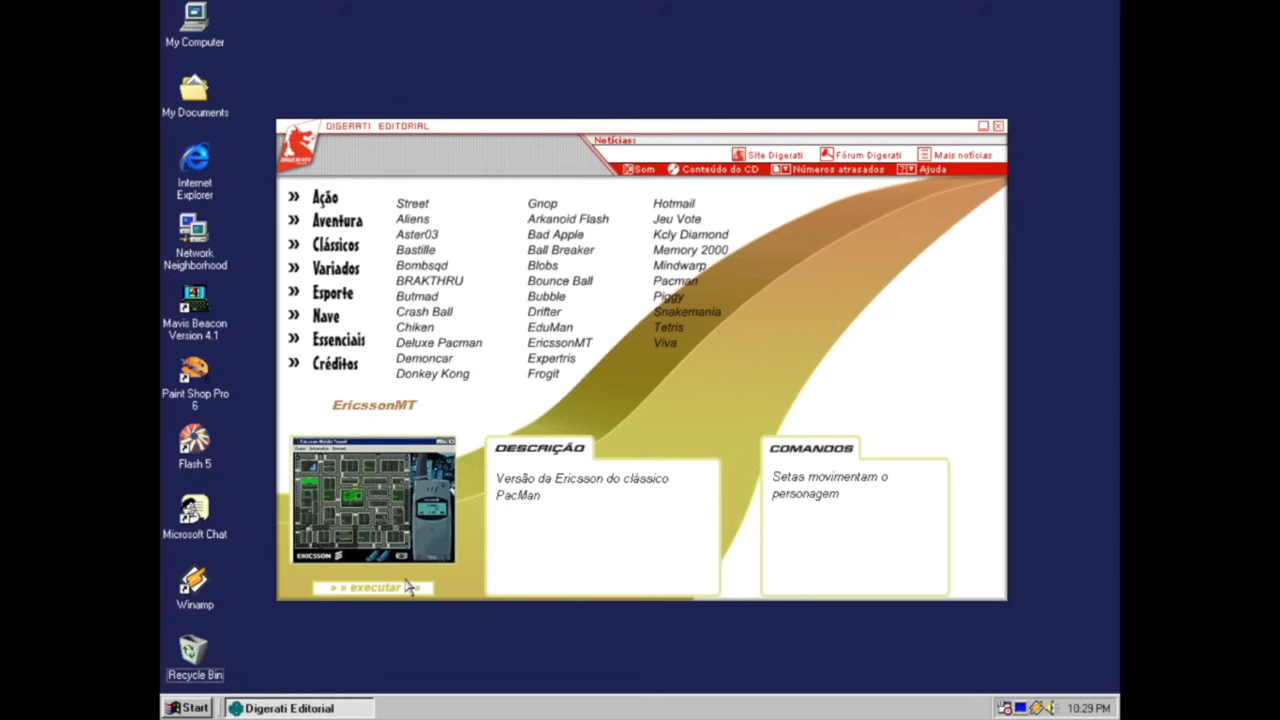 My Computer
My Documents
Internet
Explorer
Network
Neighborhood
Mavis Beacon
Version 4.1
Paint Shop Pro
6
Flash 5
Microsoft Chat
Winamp
Recycle Bin
DIGERATI EDITORIAL
DIGERATI
Notícias:
Site Digerati
Fórum Digerati
Mais notícias
Som
Conteúdo do CD
Números atrasados
Ajuda
» Ação
» Aventura
» Clássicos
» Variados
» Esporte
» Nave
» Essenciais
» Créditos
Street
Aliens
Aster03
Bastille
Bombsqd
BRAKTHRU
Butmad
Crash Ball
Chiken
Deluxe Pacman
Demoncar
Donkey Kong
Gnop
Arkanoid Flash
Bad Apple
Ball Breaker
Blobs
Bounce Ball
Bubble
Drifter
EduMan
EricssonMT
Expertris
Frogit
Hotmail
Jeu Vote
Kcly Diamond
Memory 2000
Mindwarp
Pacman
Piggy
Snakemania
Tetris
Viva
EricssonMT
ERICSSON
» » executar »
DESCRIÇÃO
Versão da Ericsson do clássico
PacMan
COMANDOS
Setas movimentam o
personagem
Start
Digerati Editorial
10:29 PM